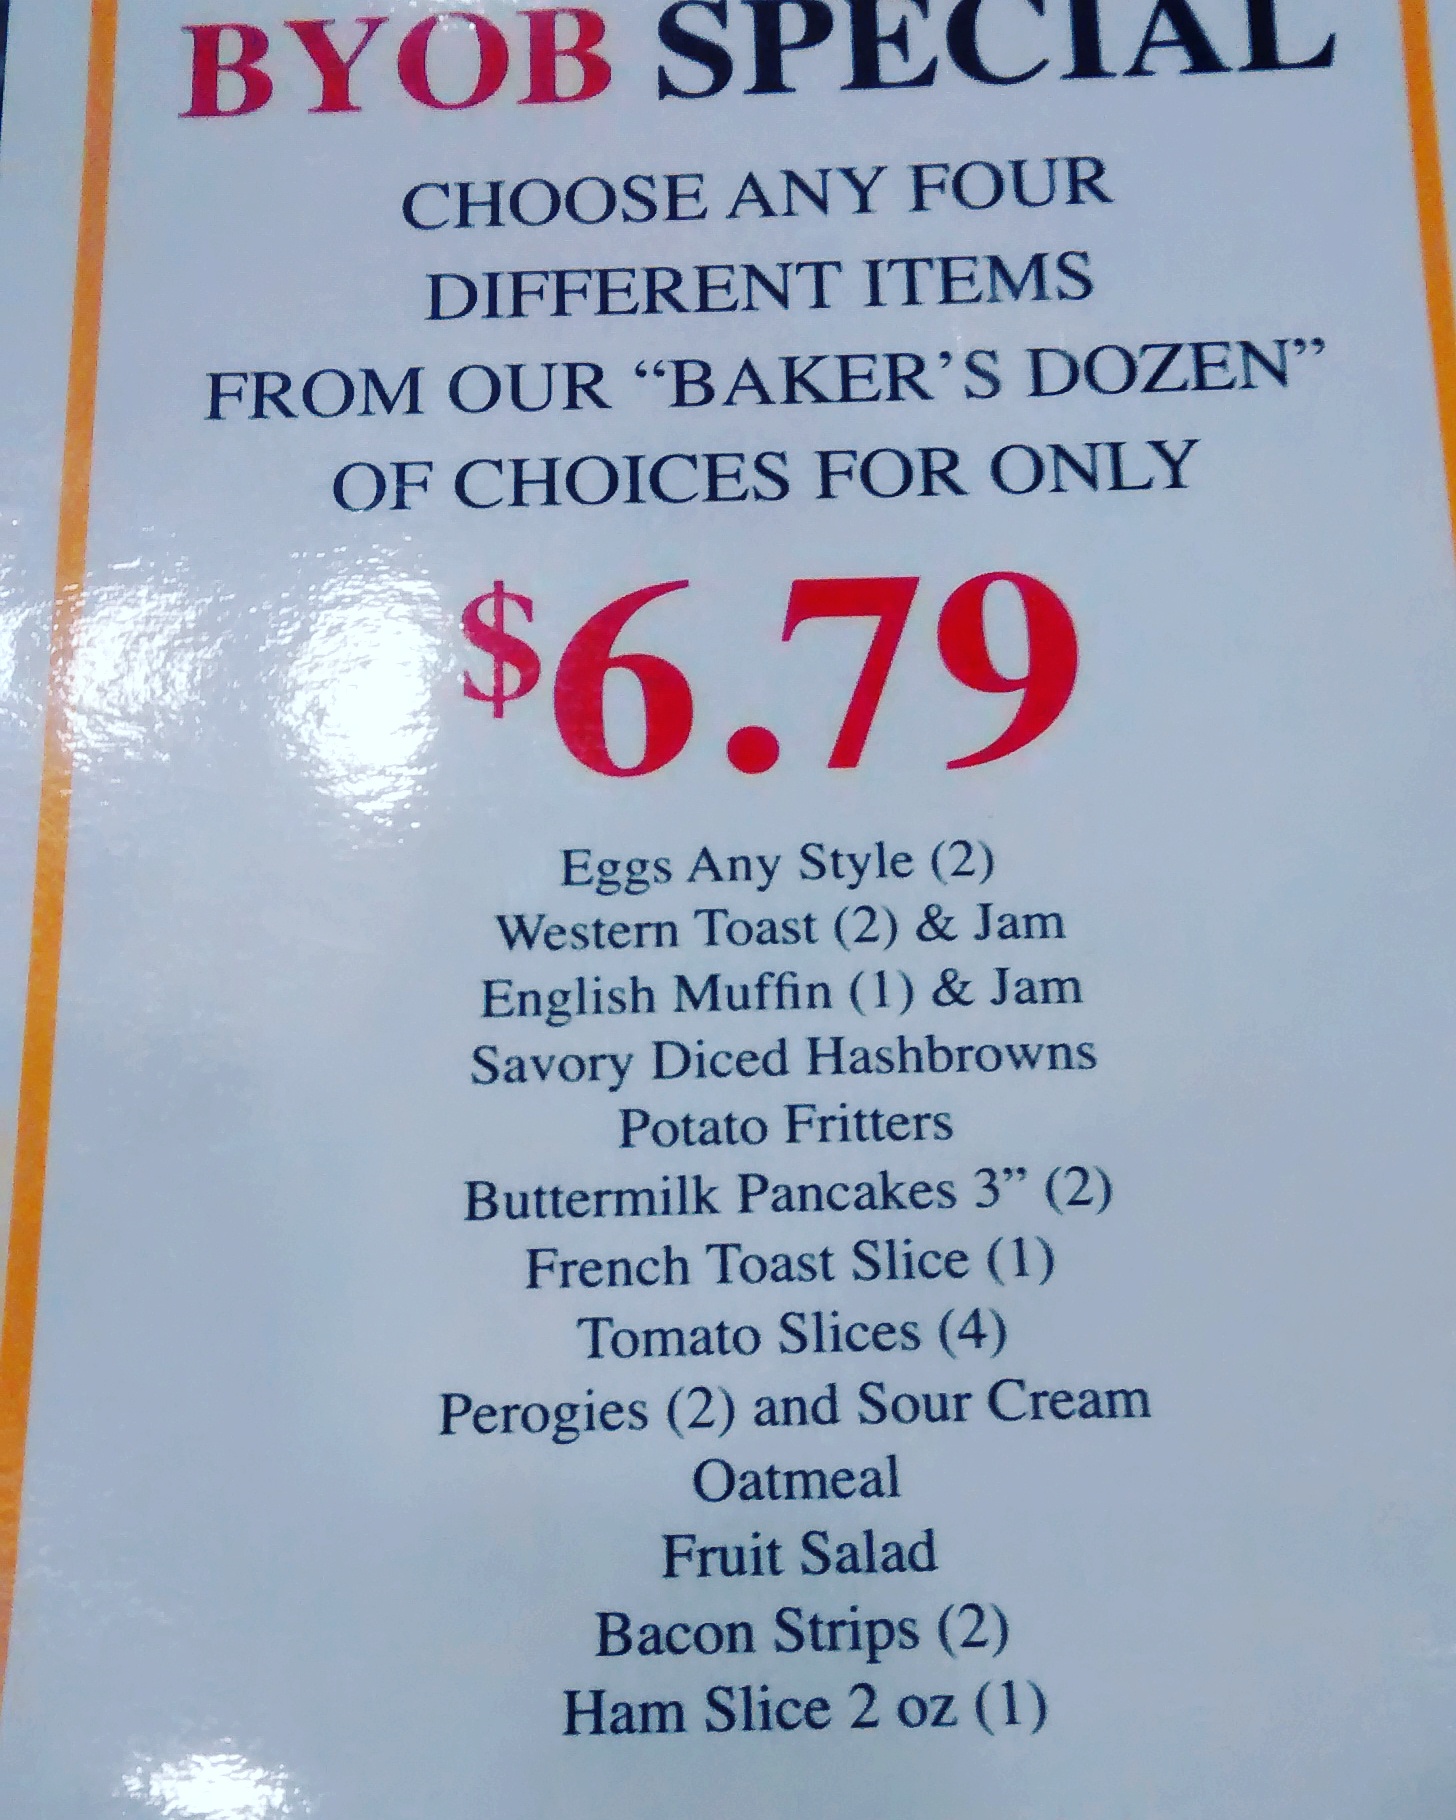 BYOB SPECIAL
CHOOSE ANY FOUR
DIFFERENT ITEMS
FROM OUR “BAKER’S DOZEN”
OF CHOICES FOR ONLY
$6.79
Eggs Any Style (2)
Western Toast (2) & Jam
English Muffin (1) & Jam
Savory Diced Hashbrowns
Potato Fritters
Buttermilk Pancakes 3” (2)
French Toast Slice (1)
Tomato Slices (4)
Perogies (2) and Sour Cream
Oatmeal
Fruit Salad
Bacon Strips (2)
Ham Slice 2 oz (1)